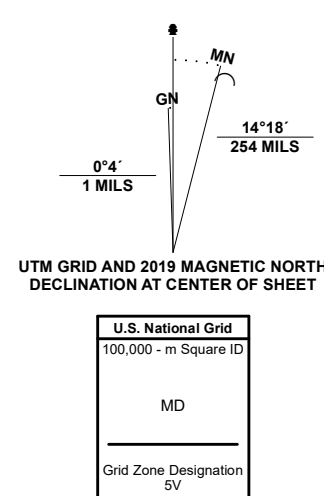 MN
GN
14°18´
254 MILS
0°4´
1 MILS
UTM GRID AND 2019 MAGNETIC NORTH
DECLINATION AT CENTER OF SHEET
U.S. National Grid
100,000 - m Square ID
MD
Grid Zone Designation
5V